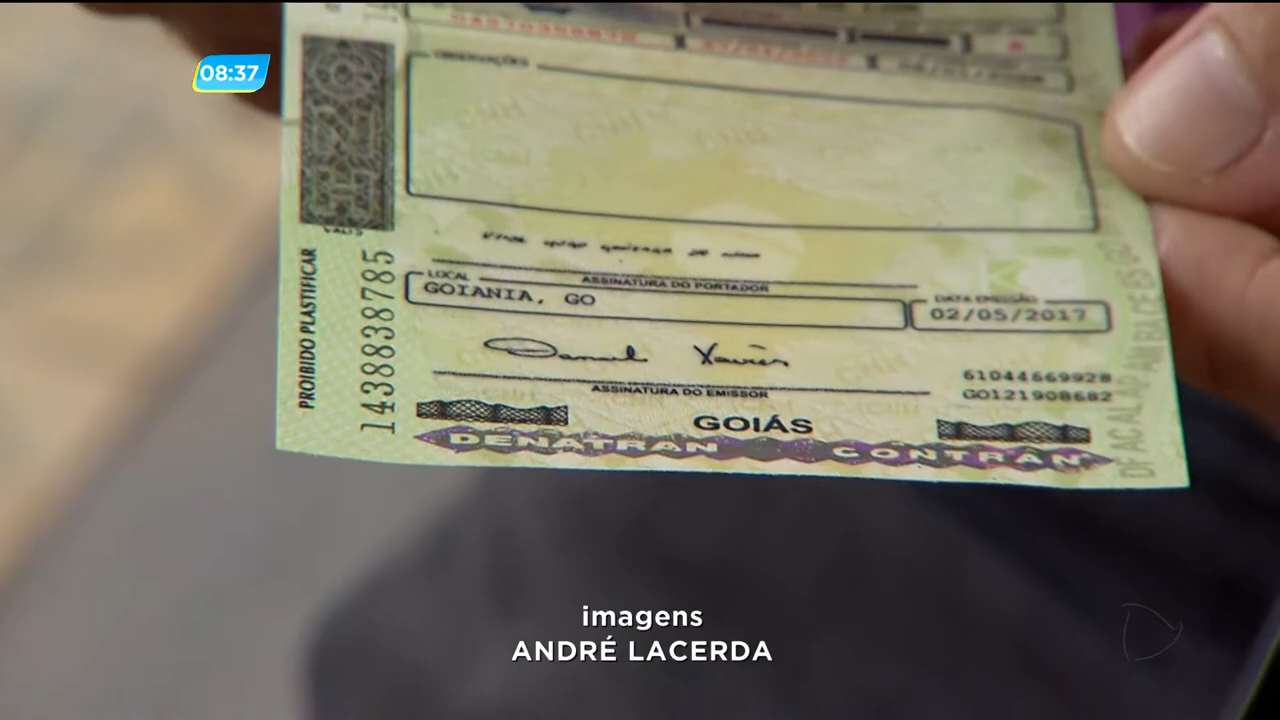 08:37
OBSERVAÇÕES
ASSINATURA DO PORTADOR
LOCAL
GOIANIA, GO
DATA EMISSÃO
02/05/2017
ASSINATURA DO EMISSOR
61044669928
GO121908682
GOIÁS
DENATRAN CONTRAN
PROIBIDO PLASTIFICAR
1438838785
imagens
ANDRÉ LACERDA